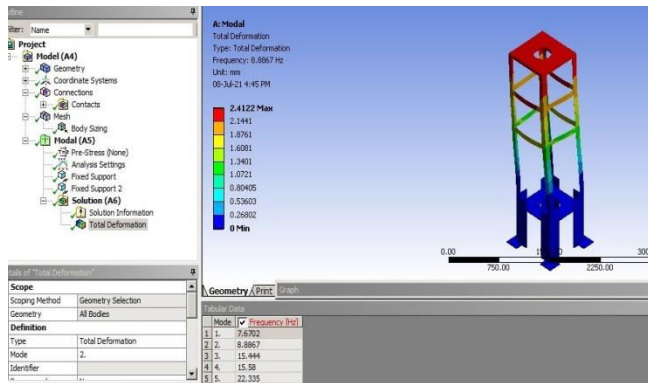 Filter: Name
Project
Model (A4)
Geometry
Coordinate Systems
Connections
Contacts
Mesh
Body Sizing
Modal (A5)
Pre-Stress (None)
Analysis Settings
Fixed Support
Fixed Support 2
Solution (A6)
Solution Information
Total Deformation
Details of "Total Deformation"
Scope
Scoping Method Geometry Selection
Geometry All Bodies
Definition
Type Total Deformation
Mode 2.
Identifier
A: Modal
Total Deformation
Type: Total Deformation
Frequency: 8.8867 Hz
Unit: mm
08-Jul-21 4:45 PM
2.4122 Max
2.1441
1.8761
1.6081
1.3401
1.0721
0.80405
0.53603
0.26802
0 Min
0.00
750.00 2250.00
Geometry Print Graph
Tabular Data
Mode Frequency [Hz]
1 1. 7.6702
2 2. 8.8867
3 3. 15.444
4 4. 15.58
5 5. 22.335